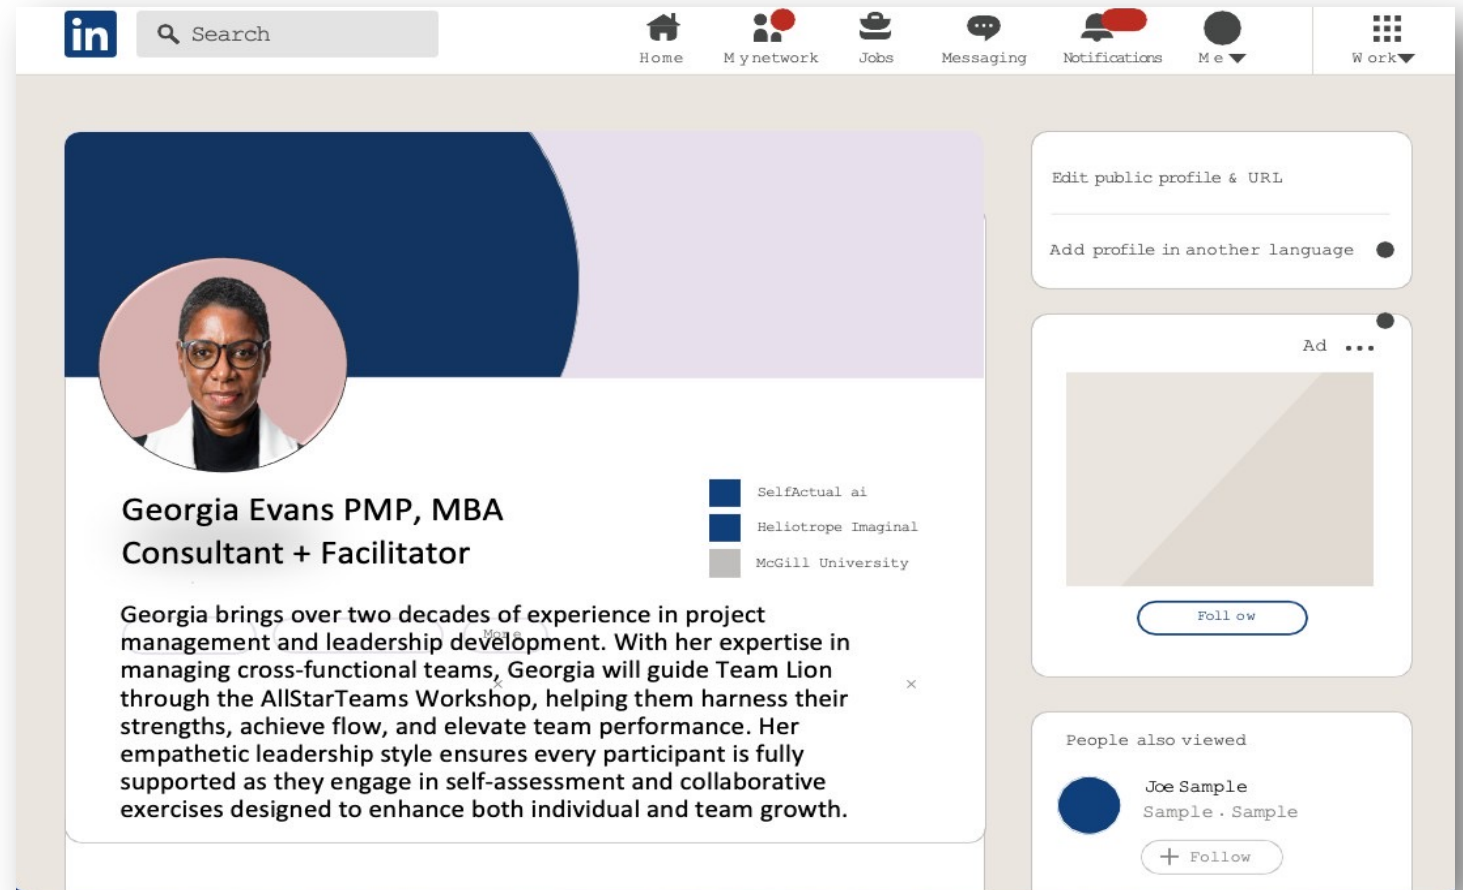 in
Search
Home
My network
Jobs
Messaging
Notifications
Me
Work
Georgia Evans PMP, MBA
Consultant + Facilitator
SelfActual ai
Heliotrope Imaginal
McGill University
More
Georgia brings over two decades of experience in project
management and leadership development. With her expertise in
managing cross-functional teams, Georgia will guide Team Lion
through the AllStarTeams Workshop, helping them harness their
strengths, achieve flow, and elevate team performance. Her
empathetic leadership style ensures every participant is fully
supported as they engage in self-assessment and collaborative
exercises designed to enhance both individual and team growth.
Edit public profile & URL
Add profile in another language
Ad
Follow
People also viewed
Joe Sample
Sample . Sample
+ Follow